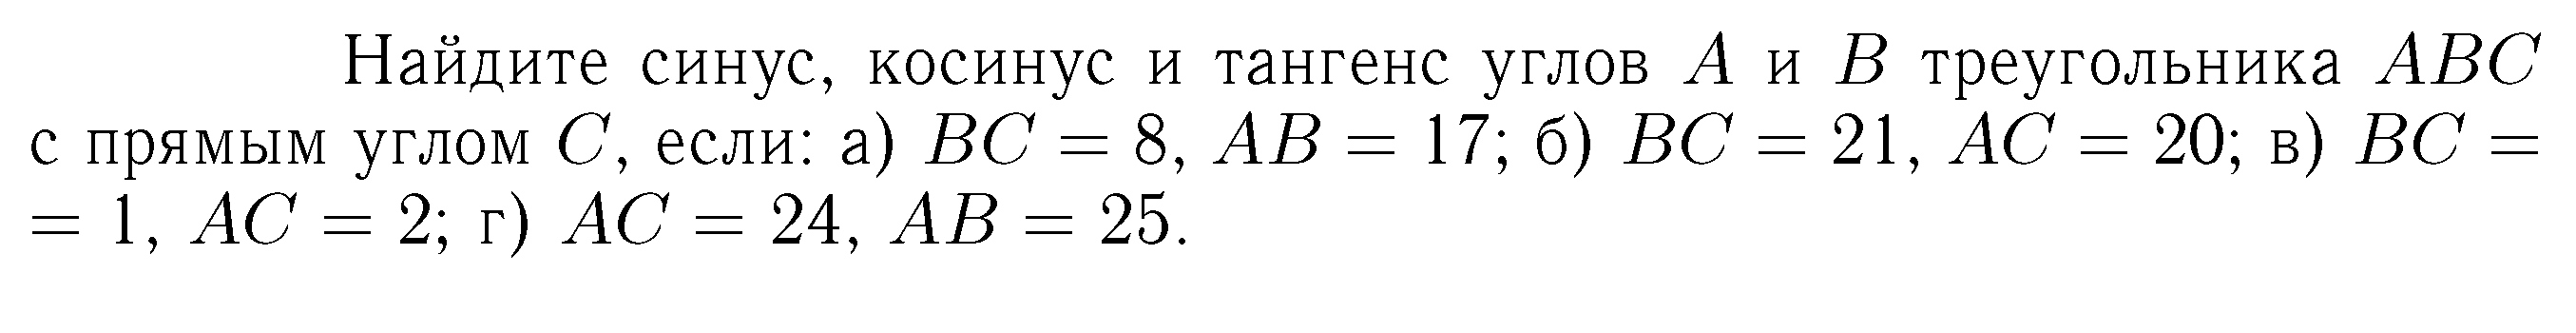 Найдите синус, косинус и тангенс углов A и B треугольника ABC
с прямым углом C, если: а) BC = 8, AB = 17; б) BC = 21, AC = 20; в) BC =
= 1, AC = 2; г) AC = 24, AB = 25.